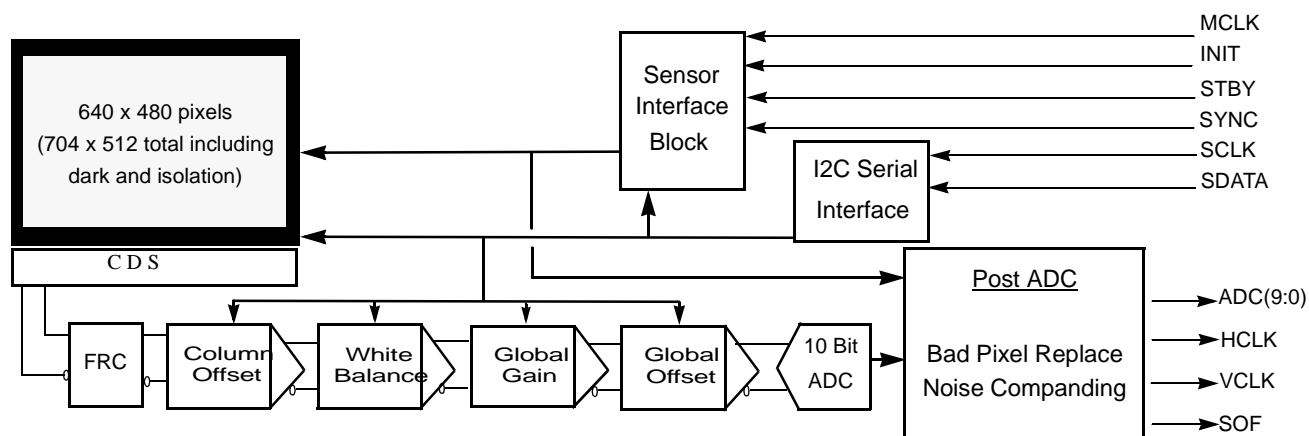 MCLK
INIT
STBY
SYNC
SCLK
SDATA
Sensor
Interface
Block
I2C Serial
Interface
640 x 480 pixels
(704 x 512 total including
dark and isolation)
C D S
FRC
Column
Offset
White
Balance
Global
Gain
Global
Offset
10 Bit
ADC
Post ADC
Bad Pixel Replace
Noise Companding
ADC(9:0)
HCLK
VCLK
SOF